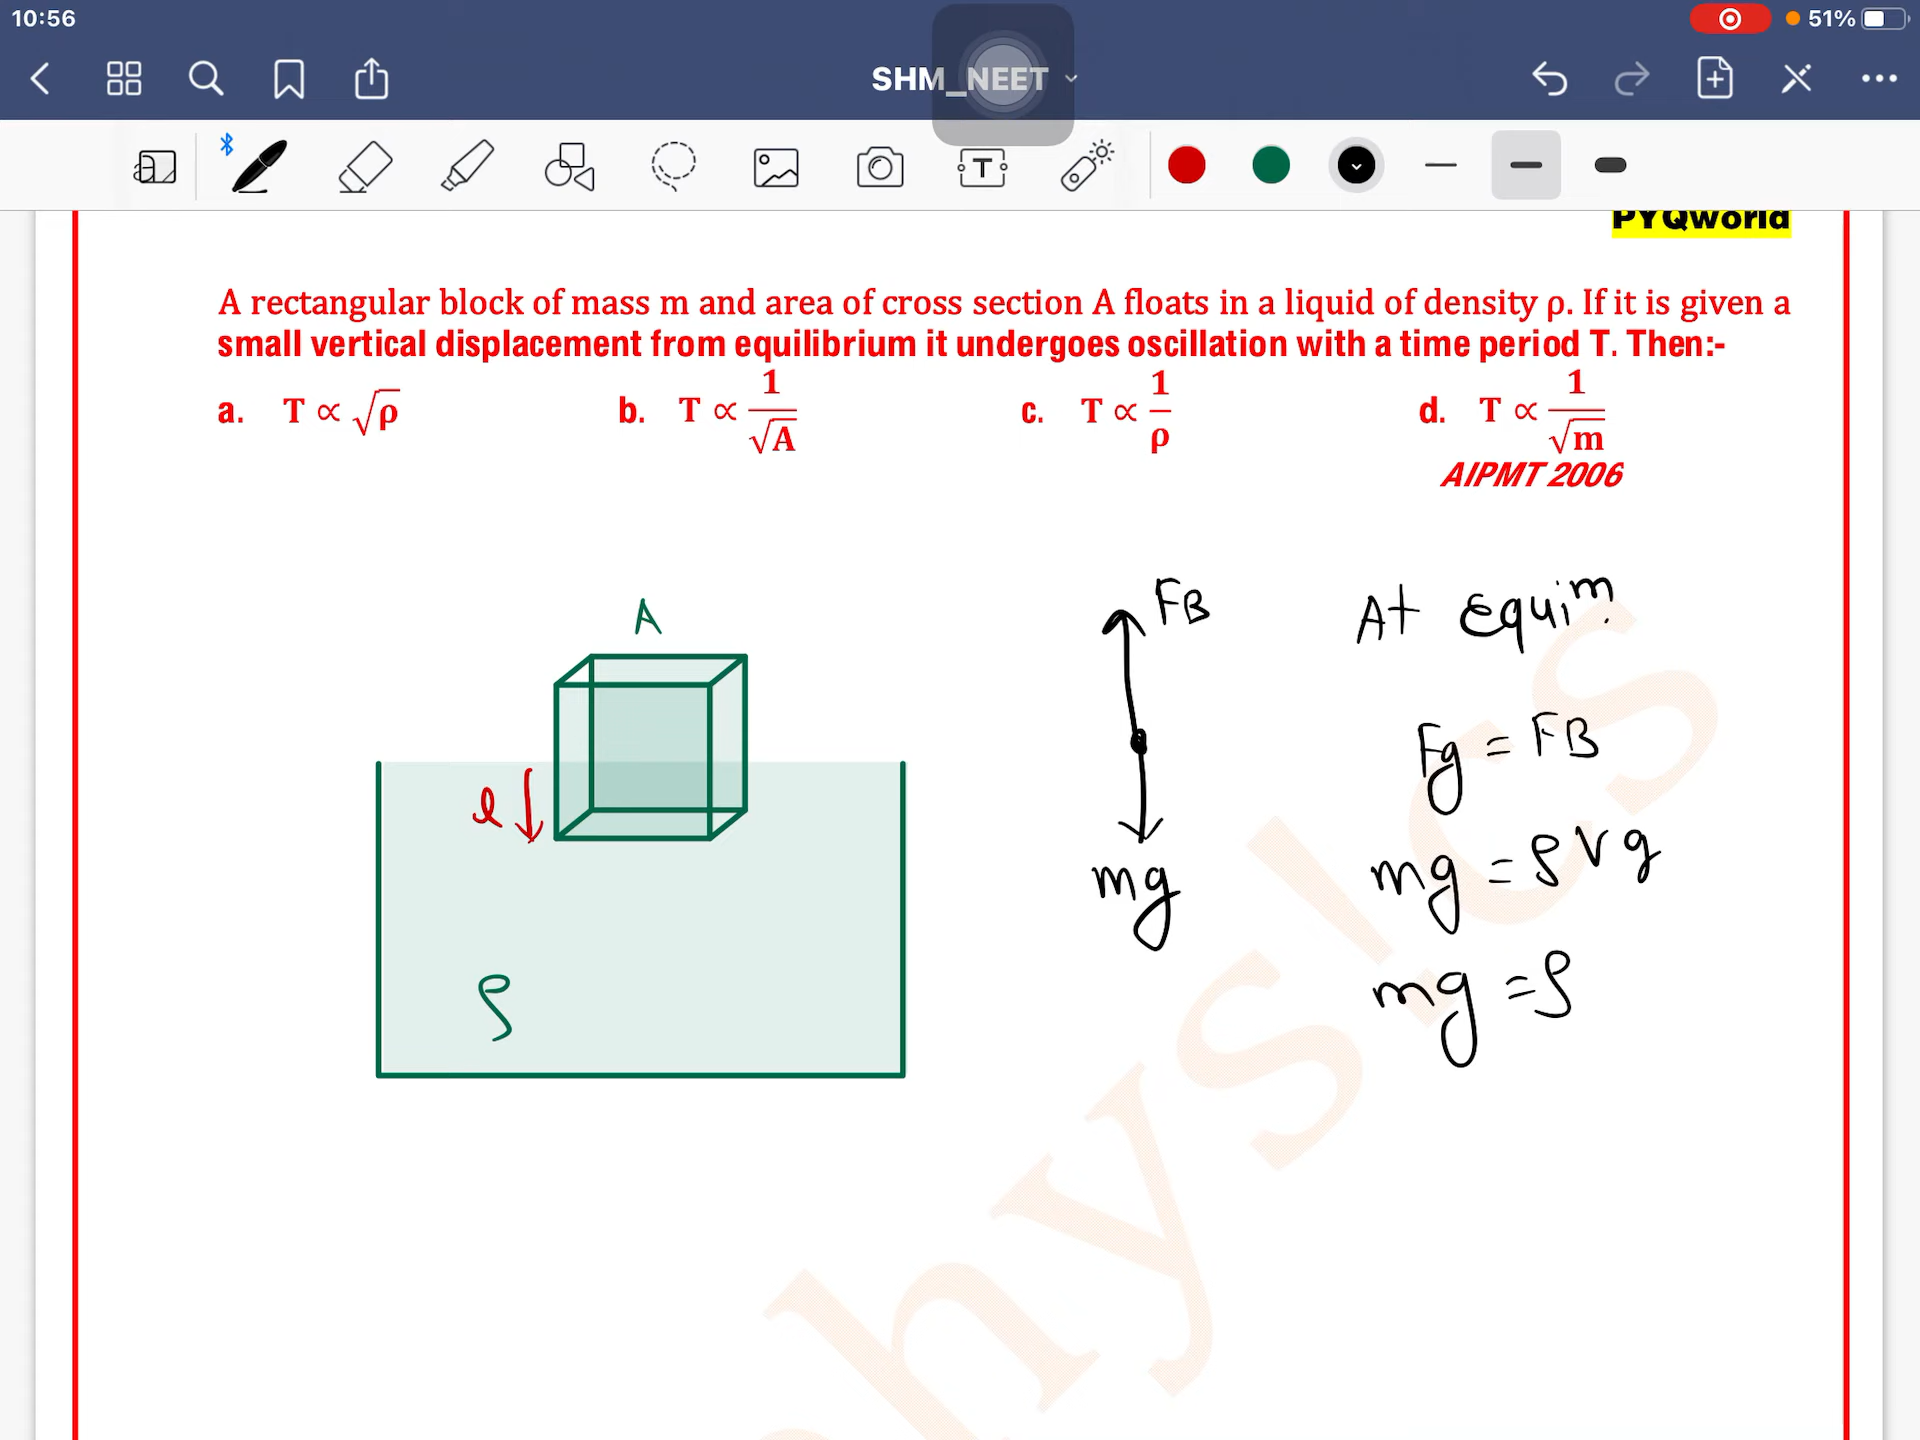 10:56
51%
SHM_NEET
PYQworld
A rectangular block of mass m and area of cross section A floats in a liquid of density ρ. If it is given a
small vertical displacement from equilibrium it undergoes oscillation with a time period T. Then:-
a. T ∝ √ρ b. T ∝ 1/√A c. T ∝ 1/ρ d. T ∝ 1/√m
AIPMT 2006
A
l
ρ
FB
mg
At equim.
Fg = FB
mg = ρVg
mg = ρ
hys!cs